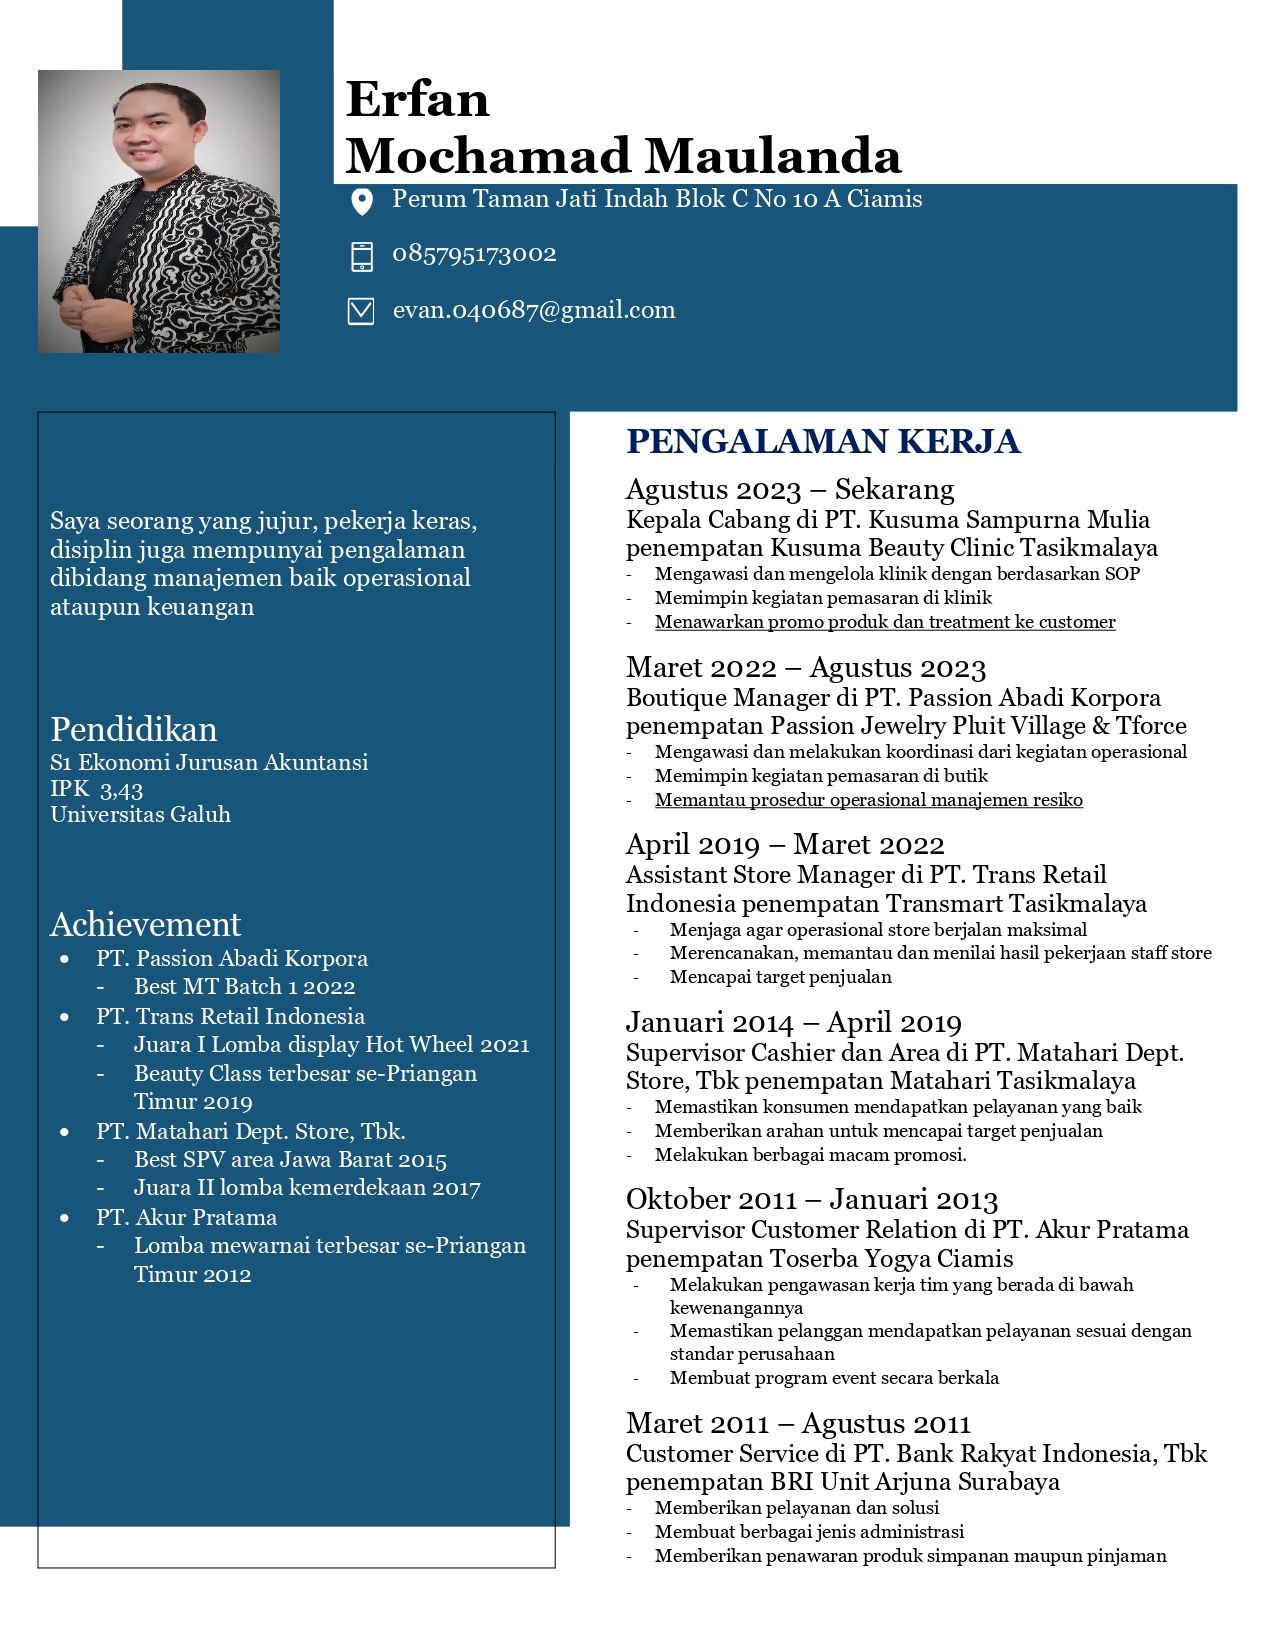 Erfan
Mochamad Maulanda
Perum Taman Jati Indah Blok C No 10 A Ciamis
085795173002
evan.040687@gmail.com
Saya seorang yang jujur, pekerja keras,
disiplin juga mempunyai pengalaman
dibidang manajemen baik operasional
ataupun keuangan
Pendidikan
S1 Ekonomi Jurusan Akuntansi
IPK 3,43
Universitas Galuh
Achievement
• PT. Passion Abadi Korpora
- Best MT Batch 1 2022
• PT. Trans Retail Indonesia
- Juara I Lomba display Hot Wheel 2021
- Beauty Class terbesar se-Priangan
Timur 2019
• PT. Matahari Dept. Store, Tbk.
- Best SPV area Jawa Barat 2015
- Juara II lomba kemerdekaan 2017
• PT. Akur Pratama
- Lomba mewarnai terbesar se-Priangan
Timur 2012
PENGALAMAN KERJA
Agustus 2023 – Sekarang
Kepala Cabang di PT. Kusuma Sampurna Mulia
penempatan Kusuma Beauty Clinic Tasikmalaya
- Mengawasi dan mengelola klinik dengan berdasarkan SOP
- Memimpin kegiatan pemasaran di klinik
- Menawarkan promo produk dan treatment ke customer
Maret 2022 – Agustus 2023
Boutique Manager di PT. Passion Abadi Korpora
penempatan Passion Jewelry Pluit Village & Tforce
- Mengawasi dan melakukan koordinasi dari kegiatan operasional
- Memimpin kegiatan pemasaran di butik
- Memantau prosedur operasional manajemen resiko
April 2019 – Maret 2022
Assistant Store Manager di PT. Trans Retail
Indonesia penempatan Transmart Tasikmalaya
- Menjaga agar operasional store berjalan maksimal
- Merencanakan, memantau dan menilai hasil pekerjaan staff store
- Mencapai target penjualan
Januari 2014 – April 2019
Supervisor Cashier dan Area di PT. Matahari Dept.
Store, Tbk penempatan Matahari Tasikmalaya
- Memastikan konsumen mendapatkan pelayanan yang baik
- Memberikan arahan untuk mencapai target penjualan
- Melakukan berbagai macam promosi.
Oktober 2011 – Januari 2013
Supervisor Customer Relation di PT. Akur Pratama
penempatan Toserba Yogya Ciamis
- Melakukan pengawasan kerja tim yang berada di bawah
kewenangannya
- Memastikan pelanggan mendapatkan pelayanan sesuai dengan
standar perusahaan
- Membuat program event secara berkala
Maret 2011 – Agustus 2011
Customer Service di PT. Bank Rakyat Indonesia, Tbk
penempatan BRI Unit Arjuna Surabaya
- Memberikan pelayanan dan solusi
- Membuat berbagai jenis administrasi
- Memberikan penawaran produk simpanan maupun pinjaman